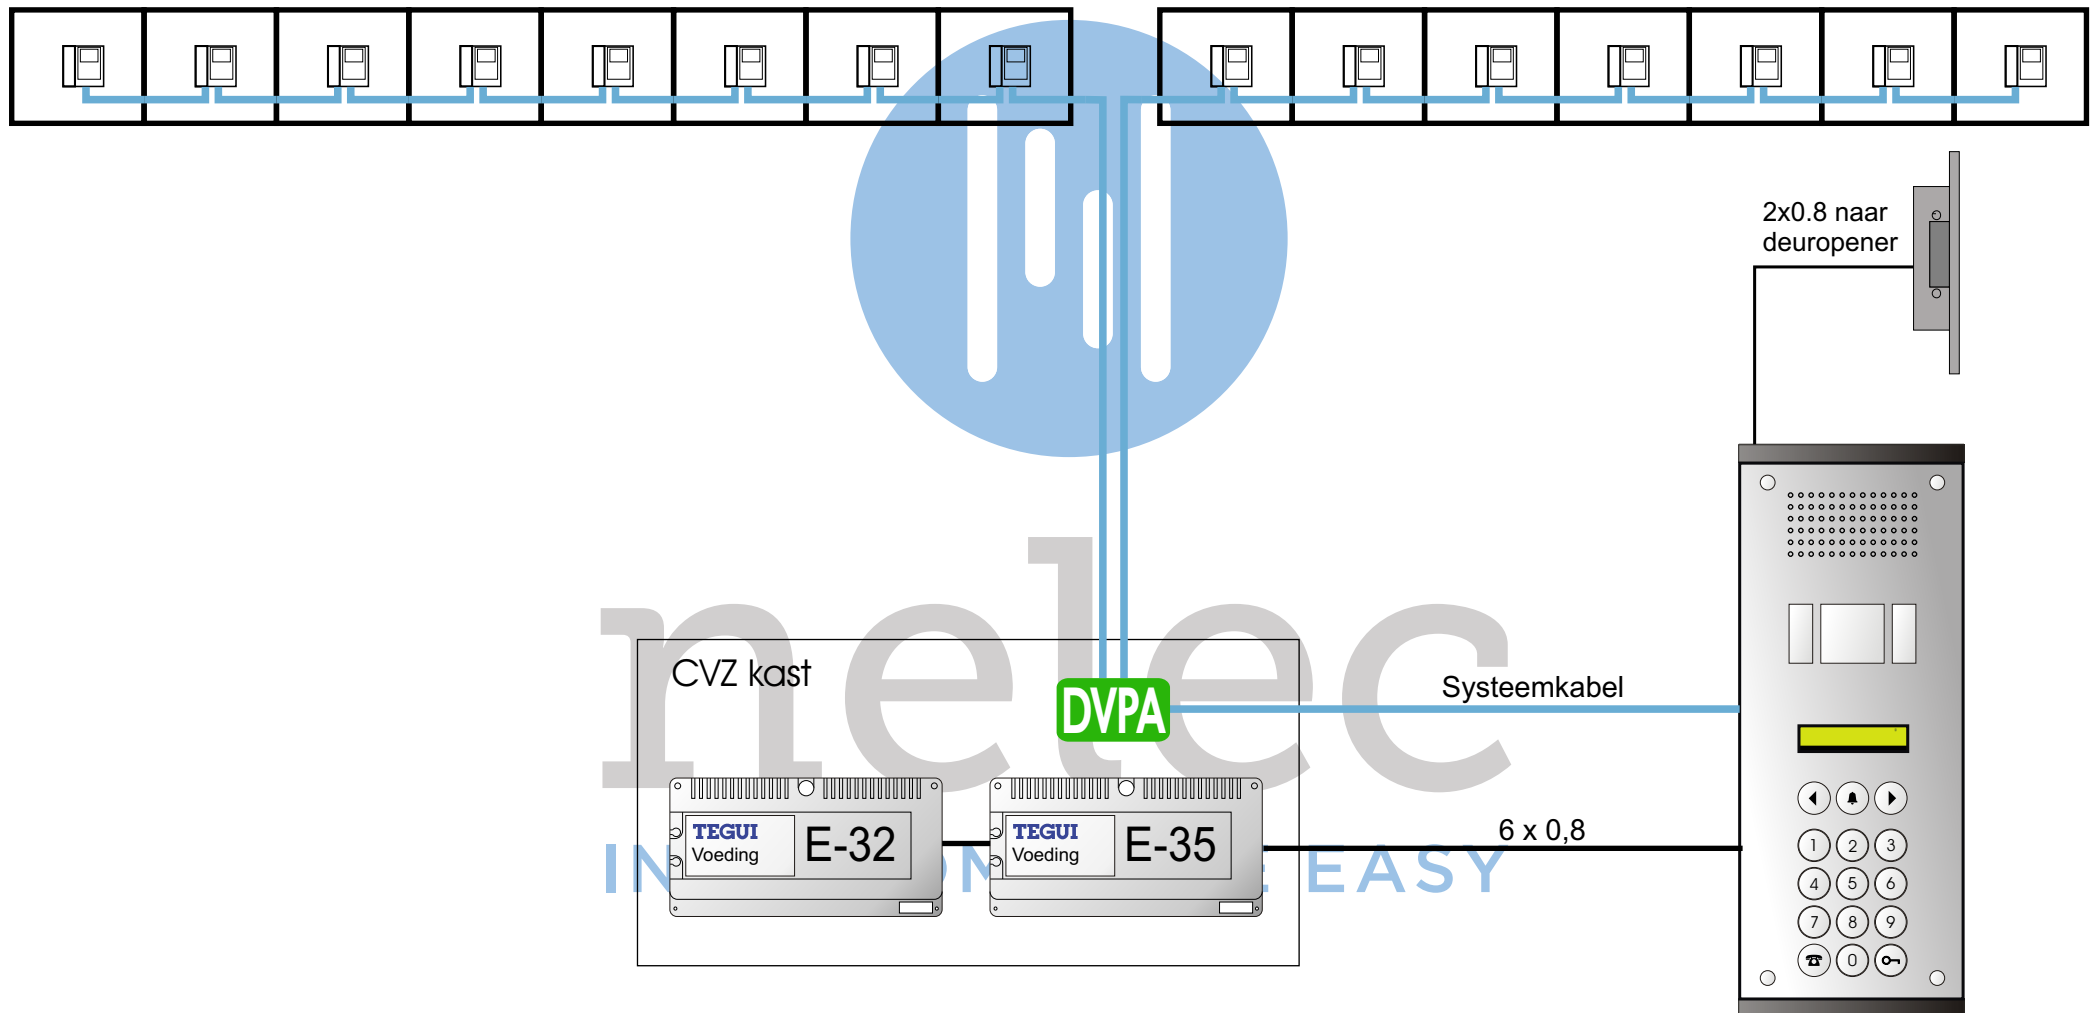 2x0.8 naar
deuropener
nelec
CVZ kast
DVPA
Systeemkabel
TEGUI
Voeding
E-32
TEGUI
Voeding
E-35
6 x 0,8
EASY
1 2 3
4 5 6
7 8 9
0